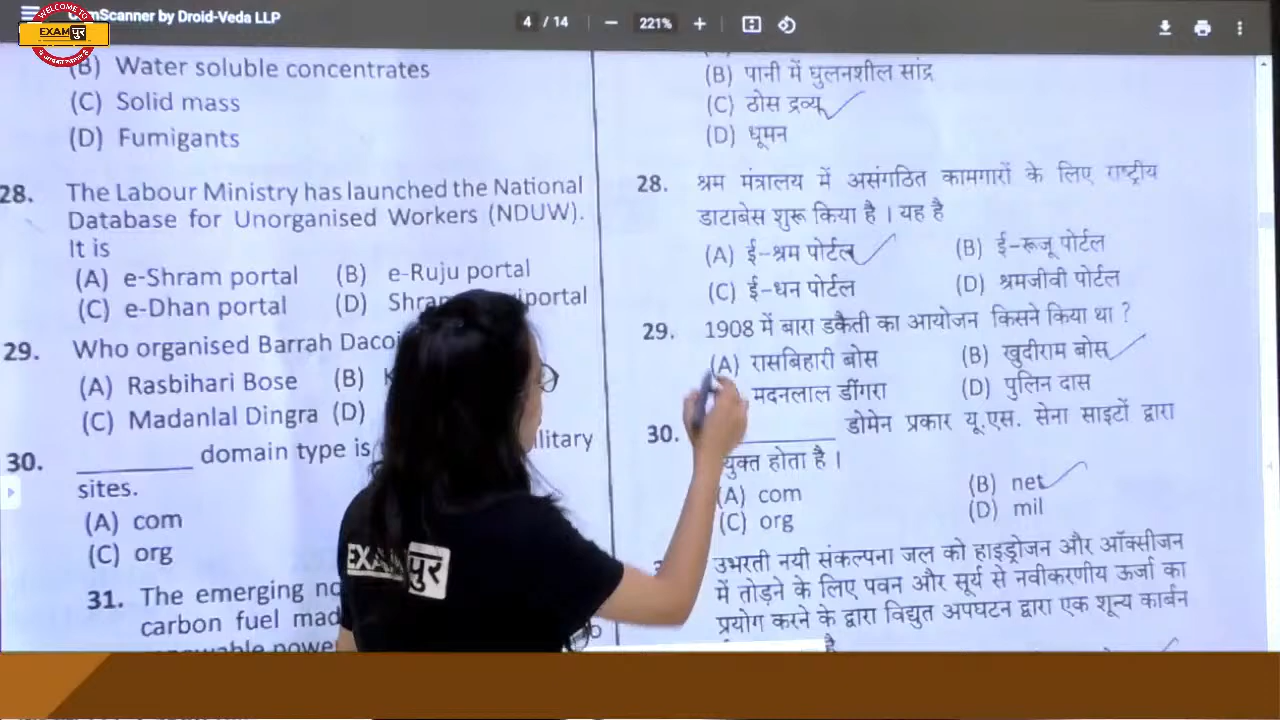 WELCOME TO
EXAMपुर
CamScanner by Droid-Veda LLP
4 / 14
221%
(B) Water soluble concentrates
(C) Solid mass
(D) Fumigants
28. The Labour Ministry has launched the National
Database for Unorganised Workers (NDUW).
It is
(A) e-Shram portal (B) e-Ruju portal
(C) e-Dhan portal (D)
29. Who organised Barrah
(A) Rasbihari Bose (B)
(C) Madanlal Dingra (D)
30. ________ domain type is
sites.
(A) com
(C) org
31. The emerging
carbon fuel
(B) पानी में घुलनशील सांद्र
(C) ठोस द्रव्य
(D) धूमन
28. श्रम मंत्रालय में असंगठित कामगारों के लिए राष्ट्रीय
डाटाबेस शुरू किया है । यह है
(A) ई-श्रम पोर्टल (B) ई-रूजू पोर्टल
(C) ई-धन पोर्टल (D) श्रमजीवी पोर्टल
29. 1908 में बारा डकैती का आयोजन किसने किया था ?
(A) रासबिहारी बोस (B) खुदीराम बोस
मदनलाल डींगरा (D) पुलिन दास
30. ________ डोमेन प्रकार यू.एस. सेना साइटों द्वारा
युक्त होता है ।
(A) com (B) net
(C) org (D) mil
उभरती नयी संकल्पना जल को हाइड्रोजन और ऑक्सीजन
में तोड़ने के लिए पवन और सूर्य से नवीकरणीय ऊर्जा का
प्रयोग करने के द्वारा विद्युत अपघटन द्वारा एक शून्य कार्बन
EXAMपुर